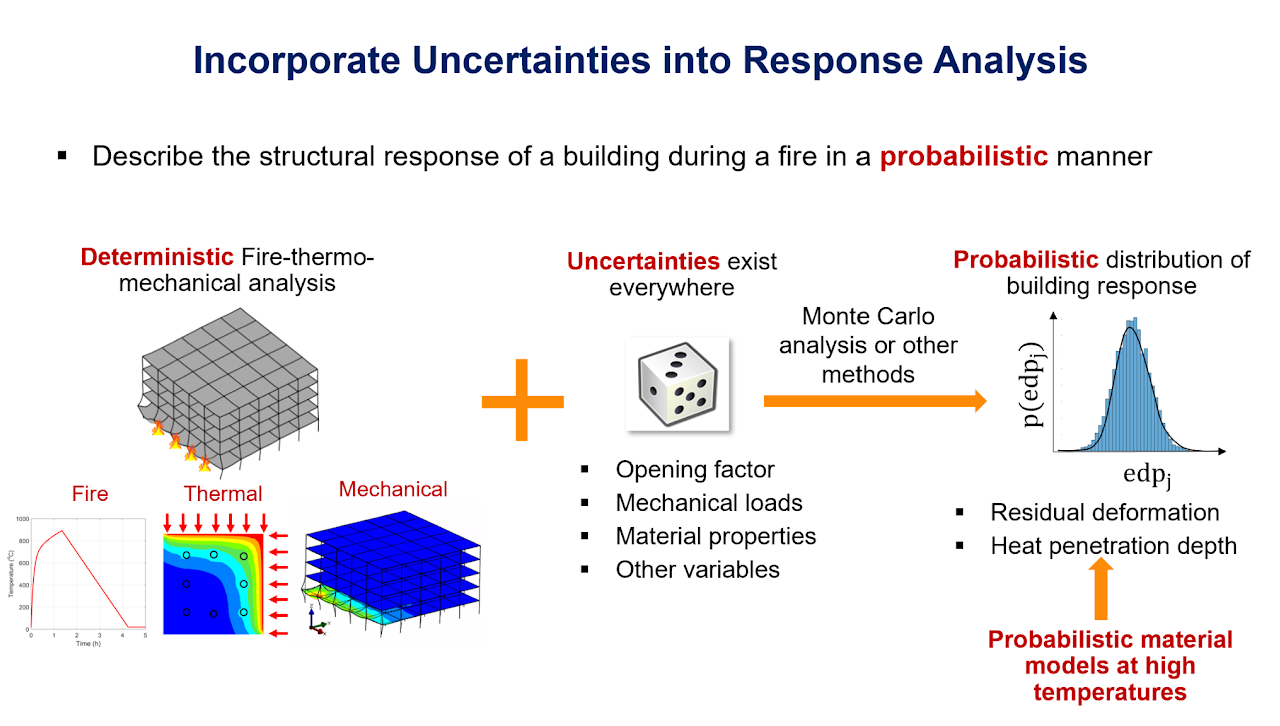 Incorporate Uncertainties into Response Analysis
▪ Describe the structural response of a building during a fire in a probabilistic manner
Deterministic Fire-thermo-
mechanical analysis
Uncertainties exist
everywhere
Monte Carlo
analysis or other
methods
Probabilistic distribution of
building response
p(edpj)
edpj
Fire
Thermal
Mechanical
1000
800
600
400
200
0
Temperature (°C)
0 1 2 3 4 5
Time (h)
Z
Y
X
▪ Opening factor
▪ Mechanical loads
▪ Material properties
▪ Other variables
▪ Residual deformation
▪ Heat penetration depth
Probabilistic material
models at high
temperatures